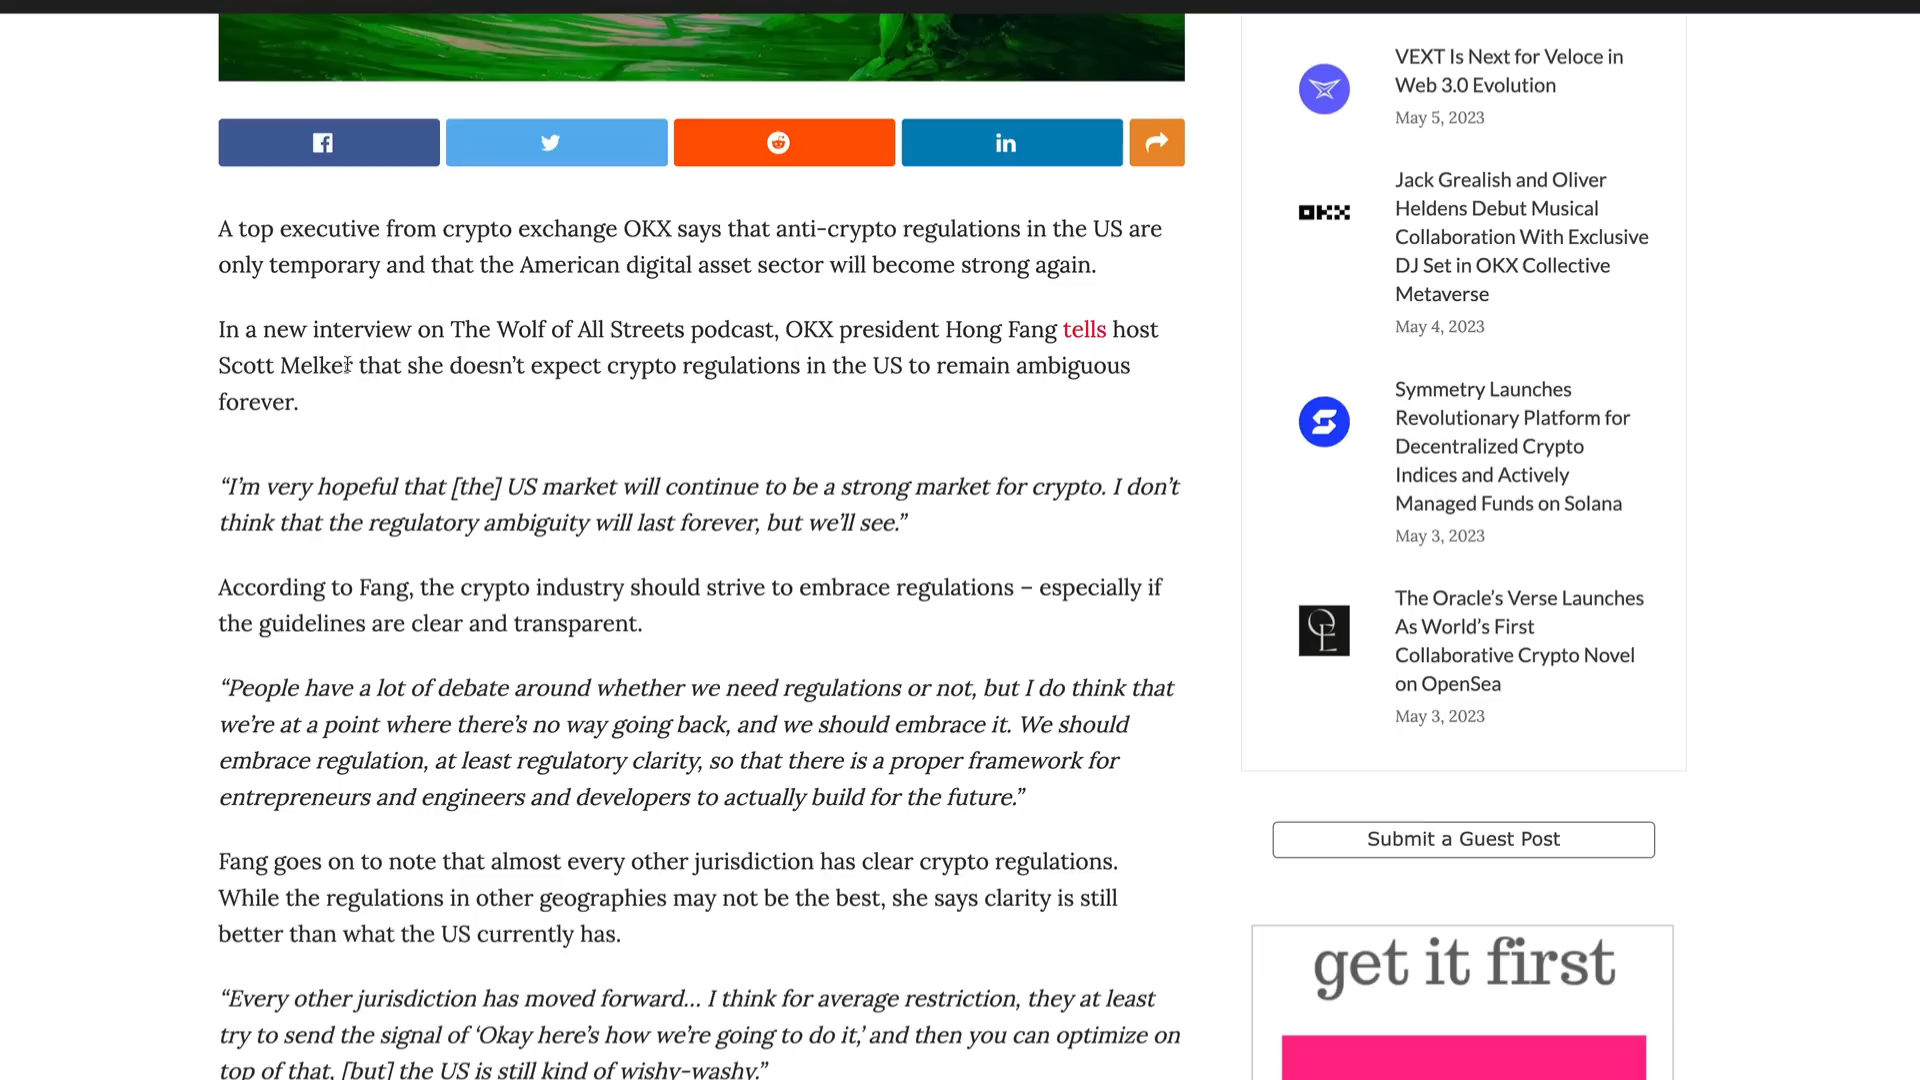 A top executive from crypto exchange OKX says that anti-crypto regulations in the US are
only temporary and that the American digital asset sector will become strong again.
In a new interview on The Wolf of All Streets podcast, OKX president Hong Fang tells host
Scott Melker that she doesn’t expect crypto regulations in the US to remain ambiguous
forever.
“I’m very hopeful that [the] US market will continue to be a strong market for crypto. I don’t
think that the regulatory ambiguity will last forever, but we’ll see.”
According to Fang, the crypto industry should strive to embrace regulations – especially if
the guidelines are clear and transparent.
“People have a lot of debate around whether we need regulations or not, but I do think that
we’re at a point where there’s no way going back, and we should embrace it. We should
embrace regulation, at least regulatory clarity, so that there is a proper framework for
entrepreneurs and engineers and developers to actually build for the future.”
Fang goes on to note that almost every other jurisdiction has clear crypto regulations.
While the regulations in other geographies may not be the best, she says clarity is still
better than what the US currently has.
“Every other jurisdiction has moved forward… I think for average restriction, they at least
try to send the signal of ‘Okay here’s how we’re going to do it,’ and then you can optimize on
top of that, [but] the US is still kind of wishy-washy.”
VEXT Is Next for Veloce in
Web 3.0 Evolution
May 5, 2023
OKX
Jack Grealish and Oliver
Heldens Debut Musical
Collaboration With Exclusive
DJ Set in OKX Collective
Metaverse
May 4, 2023
Symmetry Launches
Revolutionary Platform for
Decentralized Crypto
Indices and Actively
Managed Funds on Solana
May 3, 2023
The Oracle’s Verse Launches
As World’s First
Collaborative Crypto Novel
on OpenSea
May 3, 2023
Submit a Guest Post
get it first